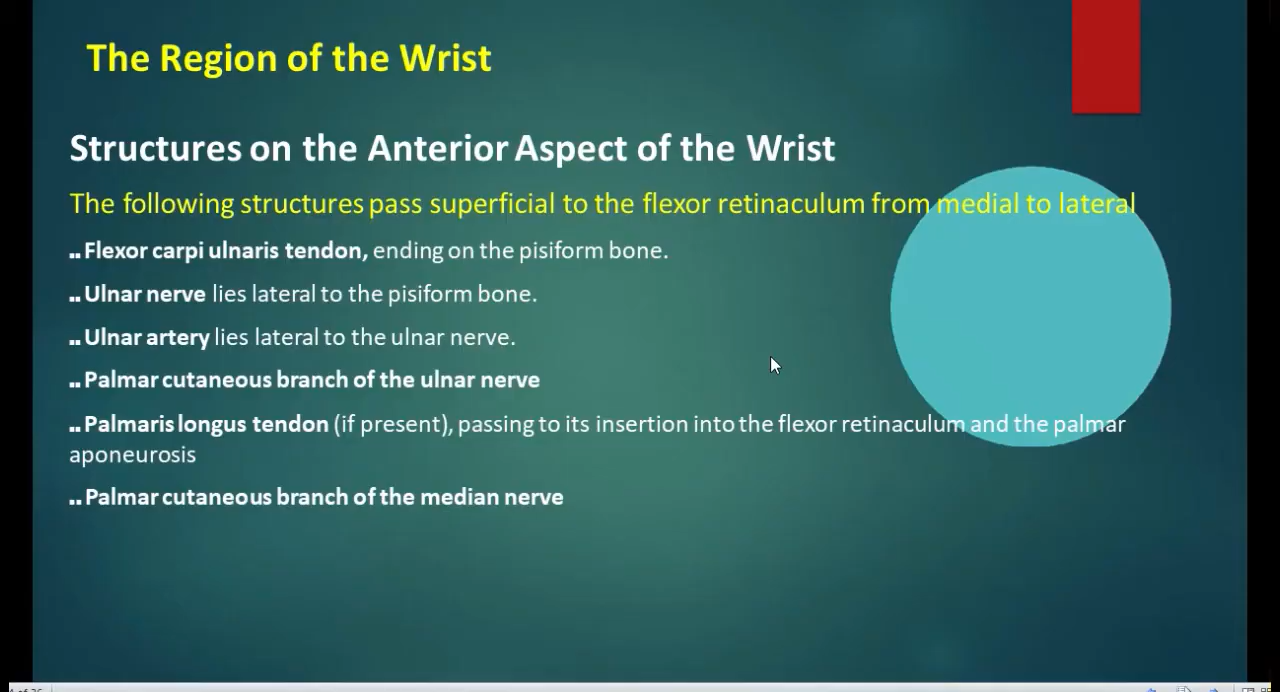 The Region of the Wrist
Structures on the Anterior Aspect of the Wrist
The following structures pass superficial to the flexor retinaculum from medial to lateral
..Flexor carpi ulnaris tendon, ending on the pisiform bone.
..Ulnar nerve lies lateral to the pisiform bone.
..Ulnar artery lies lateral to the ulnar nerve.
..Palmar cutaneous branch of the ulnar nerve
..Palmaris longus tendon (if present), passing to its insertion into the flexor retinaculum and the palmar
aponeurosis
..Palmar cutaneous branch of the median nerve